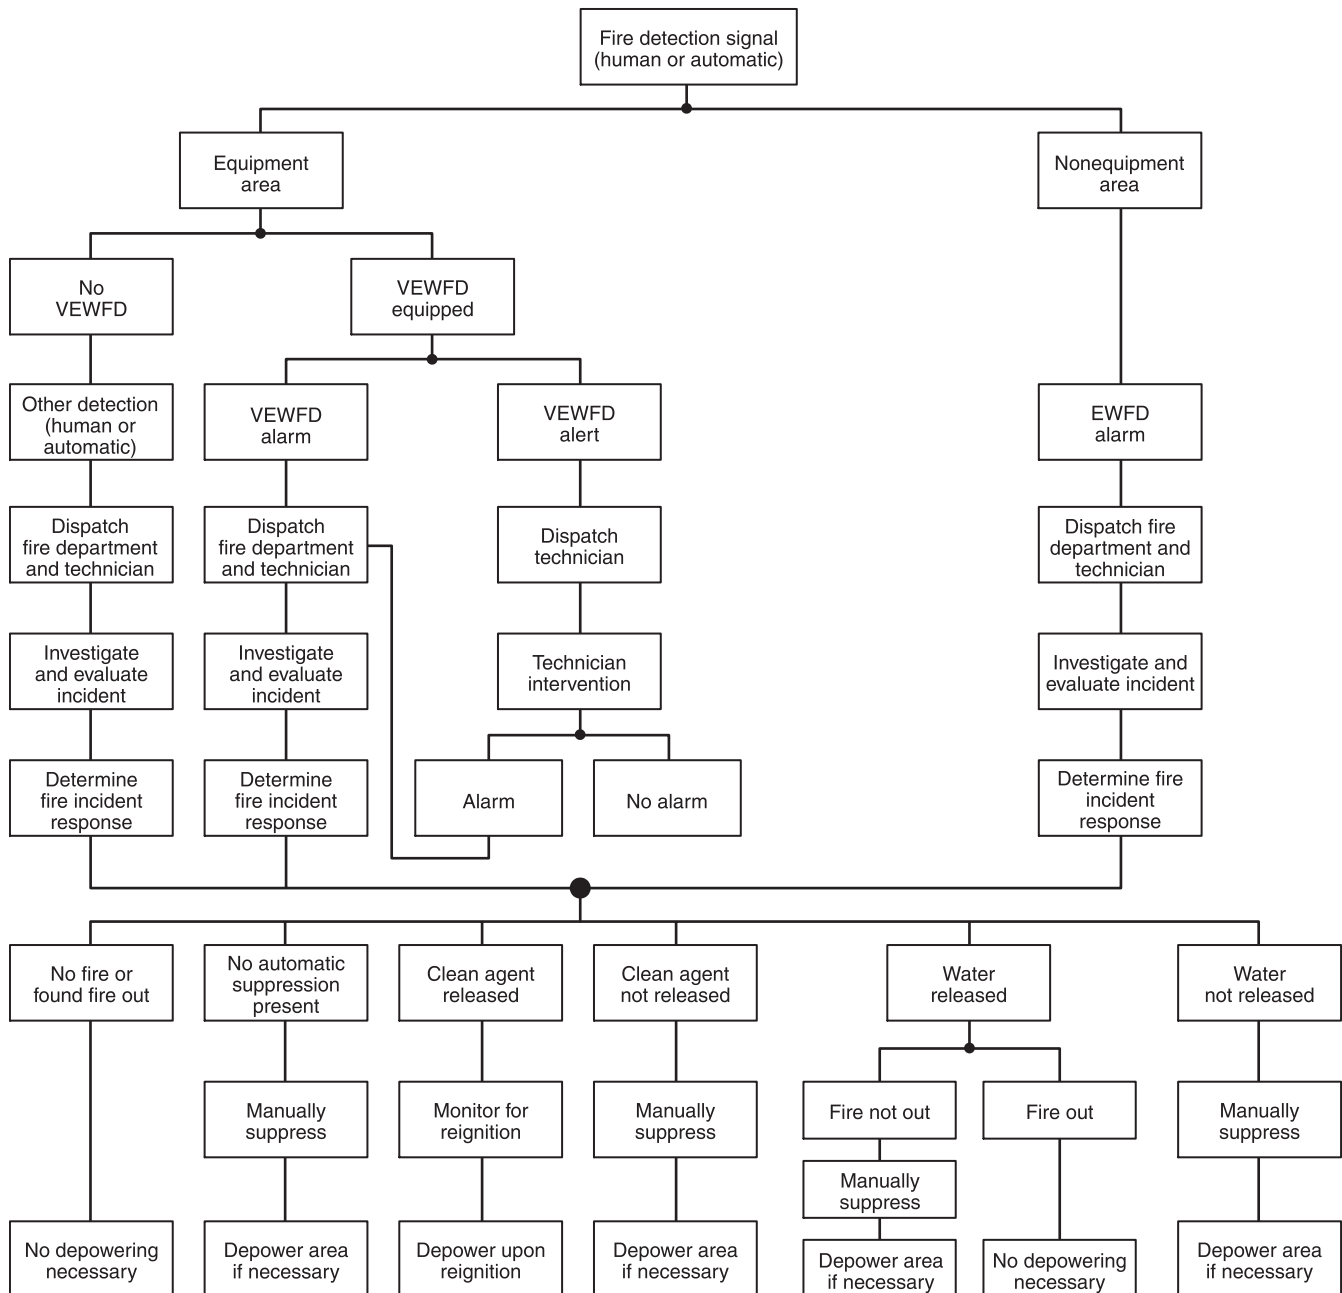 Fire detection signal
(human or automatic)
Equipment
area
Nonequipment
area
No
VEWFD
VEWFD
equipped
Other detection
(human or
automatic)
VEWFD
alarm
VEWFD
alert
EWFD
alarm
Dispatch
fire department
and technician
Dispatch
fire department
and technician
Dispatch
technician
Dispatch fire
department and
technician
Investigate
and evaluate
incident
Investigate
and evaluate
incident
Technician
intervention
Investigate and
evaluate incident
Determine
fire incident
response
Determine
fire incident
response
Alarm
No alarm
Determine fire
incident
response
No fire or
found fire out
No automatic
suppression
present
Clean agent
released
Clean agent
not released
Water
released
Water
not released
Manually
suppress
Monitor for
reignition
Manually
suppress
Fire not out
Fire out
Manually
suppress
Manually
suppress
No depowering
necessary
Depower area
if necessary
Depower upon
reignition
Depower area
if necessary
Depower area
if necessary
No depowering
necessary
Depower area
if necessary